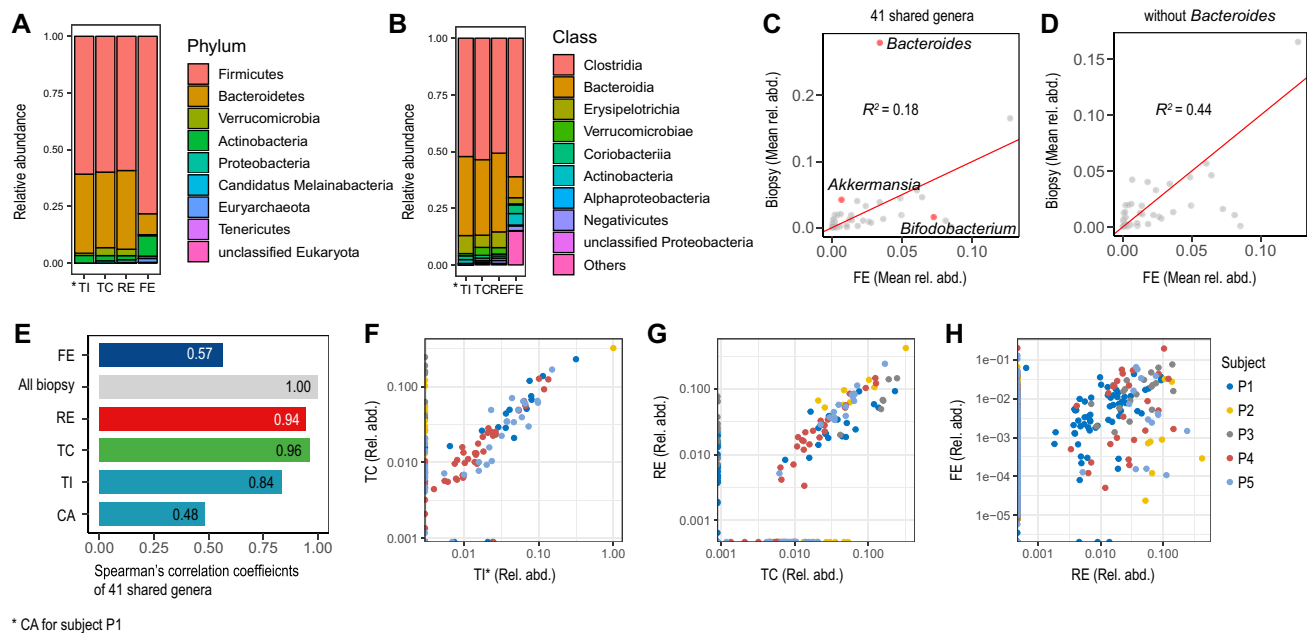 A
Relative abundance
1.00
0.75
0.50
0.25
0.00
* TI TC RE FE
Phylum
Firmicutes
Bacteroidetes
Verrucomicrobia
Actinobacteria
Proteobacteria
Candidatus Melainabacteria
Euryarchaeota
Tenericutes
unclassified Eukaryota
B
Relative abundance
1.00
0.75
0.50
0.25
0.00
* TI TCREFE
Class
Clostridia
Bacteroidia
Erysipelotrichia
Verrucomicrobiae
Coriobacteriia
Actinobacteria
Alphaproteobacteria
Negativicutes
unclassified Proteobacteria
Others
C
41 shared genera
Biopsy (Mean rel. abd.)
0.2
0.1
0.0
Bacteroides
R² = 0.18
Akkermansia
Bifodobacterium
0.00 0.05 0.10
FE (Mean rel. abd.)
D
without Bacteroides
Biopsy (Mean rel. abd.)
0.15
0.10
0.05
0.00
R² = 0.44
0.00 0.05 0.10
FE (Mean rel. abd.)
E
FE 0.57
All biopsy 1.00
RE 0.94
TC 0.96
TI 0.84
CA 0.48
0.00 0.25 0.50 0.75 1.00
Spearman's correlation coeffieicnts
of 41 shared genera
* CA for subject P1
F
TC (Rel. abd.)
0.100
0.010
0.001
0.01 0.10 1.00
TI* (Rel. abd.)
G
RE (Rel. abd.)
0.100
0.010
0.001
0.001 0.010 0.100
TC (Rel. abd.)
H
FE (Rel. abd.)
1e-01
1e-02
1e-03
1e-04
1e-05
0.001 0.010 0.100
RE (Rel. abd.)
Subject
P1
P2
P3
P4
P5